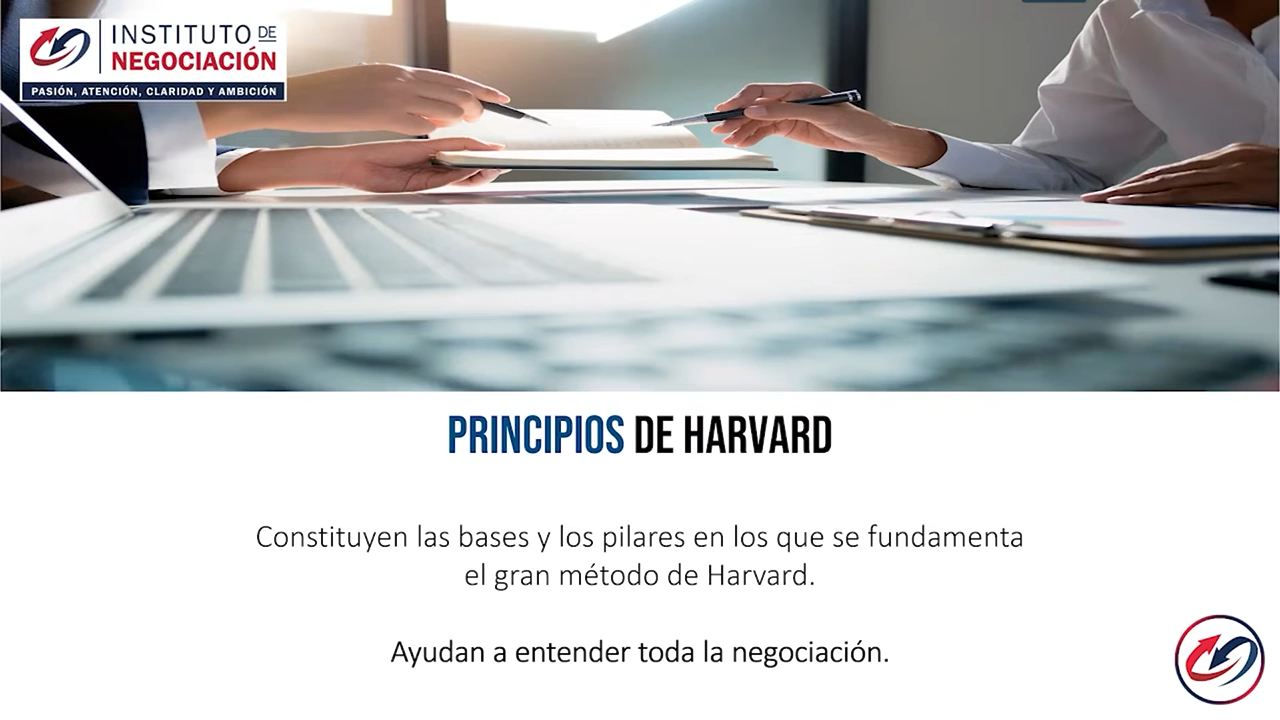 INSTITUTO DE
NEGOCIACIÓN
PASIÓN, ATENCIÓN, CLARIDAD Y AMBICIÓN
PRINCIPIOS DE HARVARD
Constituyen las bases y los pilares en los que se fundamenta
el gran método de Harvard.
Ayudan a entender toda la negociación.